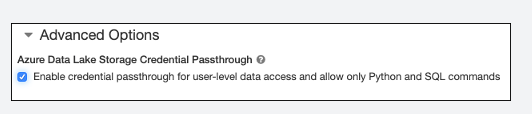 Advanced Options
Azure Data Lake Storage Credential Passthrough
Enable credential passthrough for user-level data access and allow only Python and SQL commands